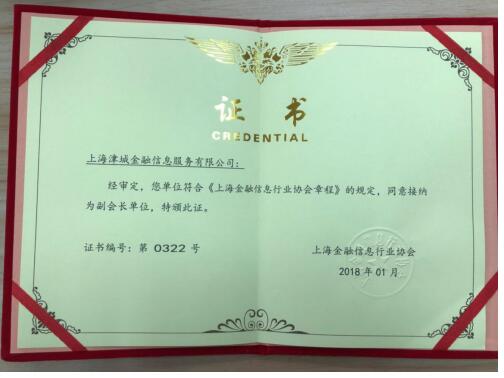 证书
CREDENTIAL
上海津城金融信息服务有限公司：
经审定，您单位符合《上海金融信息行业协会章程》的规定，同意接纳
为副会长单位，特颁此证。
证书编号：第 0322 号
上海金融信息行业协会
2018 年 01 月